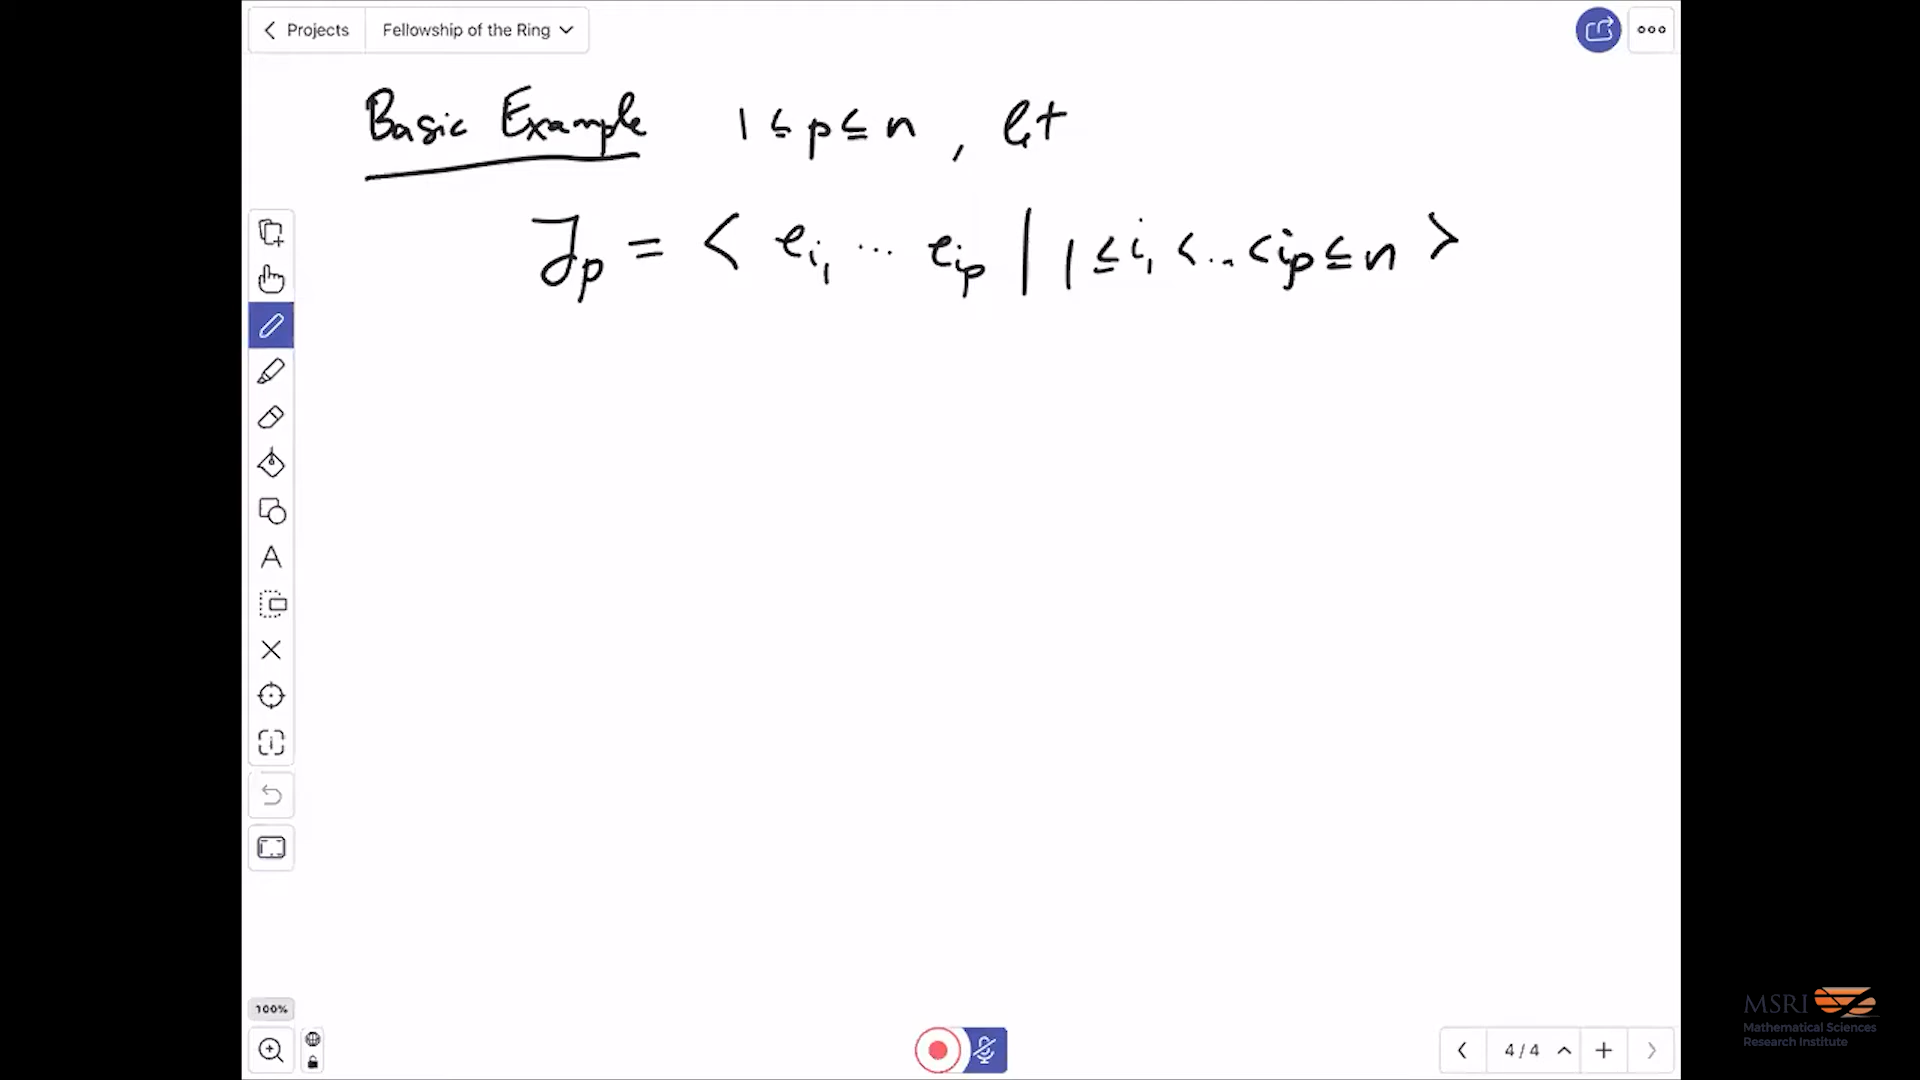 Projects
Fellowship of the Ring
Basic Example 1 ≤ p ≤ n, let
J_p = < e_{i_1} ... e_{i_p} | 1 ≤ i_1 < ... < i_p ≤ n >
A
100%
4/4
MSRI
Mathematical Sciences
Research Institute